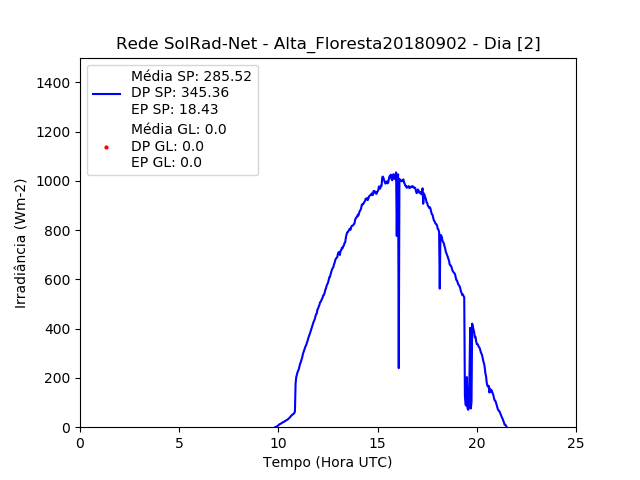 Rede SolRad-Net - Alta_Floresta20180902 - Dia [2]
Média SP: 285.52
DP SP: 345.36
EP SP: 18.43
Média GL: 0.0
DP GL: 0.0
EP GL: 0.0
1400
1200
1000
800
600
400
200
0
Irradiância (Wm-2)
0 5 10 15 20 25
Tempo (Hora UTC)